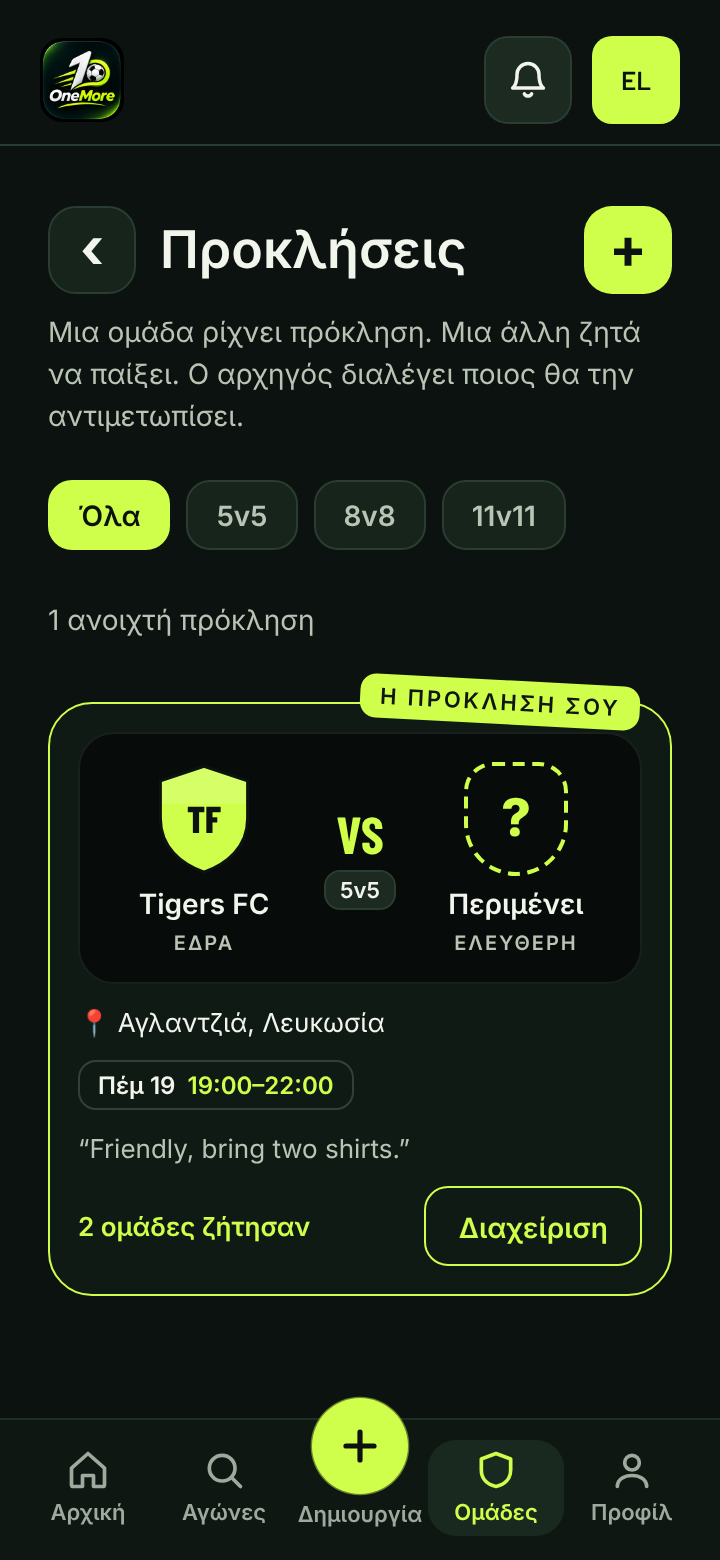 10
OneMore
EL
Προκλήσεις
Μια ομάδα ρίχνει πρόκληση. Μια άλλη ζητά
να παίξει. Ο αρχηγός διαλέγει ποιος θα την
αντιμετωπίσει.
Όλα
5v5
8v8
11v11
1 ανοιχτή πρόκληση
Η ΠΡΟΚΛΗΣΗ ΣΟΥ
TF
VS
?
5v5
Tigers FC
Περιμένει
ΕΔΡΑ
ΕΛΕΥΘΕΡΗ
📍 Αγλαντζιά, Λευκωσία
Πέμ 19 19:00–22:00
“Friendly, bring two shirts.”
2 ομάδες ζήτησαν
Διαχείριση
Αρχική
Αγώνες
Δημιουργία
Ομάδες
Προφίλ